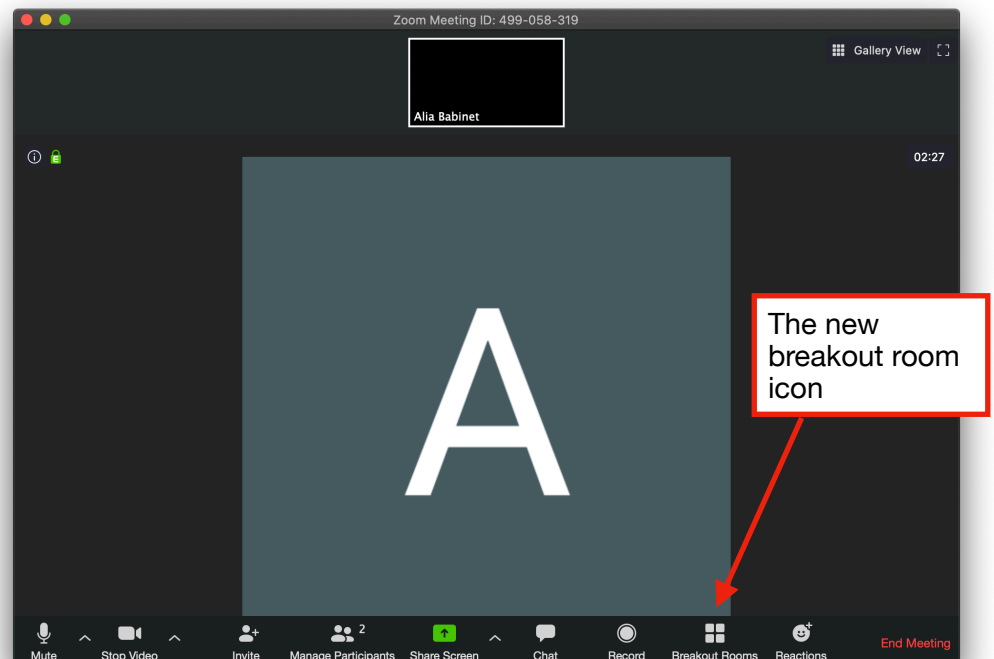 Zoom Meeting ID: 499-058-319
Gallery View
Alia Babinet
E
02:27
A
The new
breakout room
icon
2
Mute
Stop Video
Invite
Manage Participants
Share Screen
Chat
Record
Breakout Rooms
Reactions
End Meeting